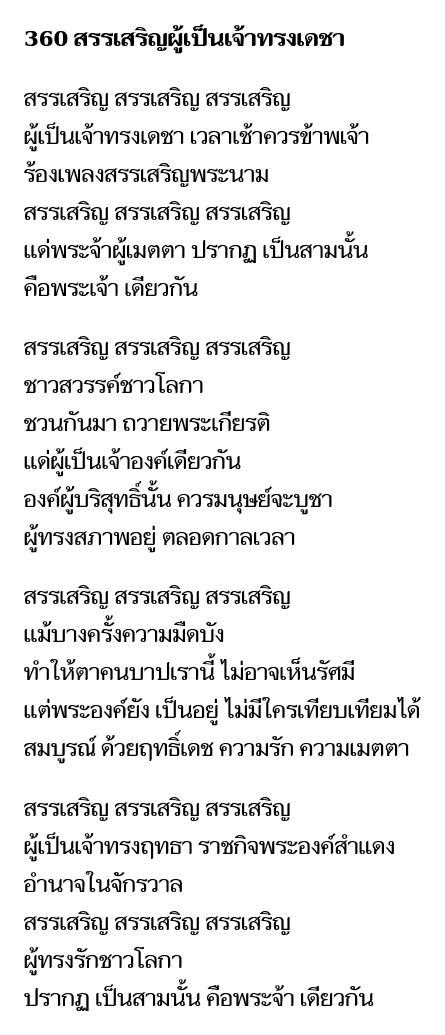 360 สรรเสริญผู้เป็นเจ้าทรงเดชา
สรรเสริญ สรรเสริญ สรรเสริญ
ผู้เป็นเจ้าทรงเดชา เวลาเช้าควรข้าพเจ้า
ร้องเพลงสรรเสริญพระนาม
สรรเสริญ สรรเสริญ สรรเสริญ
แด่พระจ้าผู้เมตตา ปรากฏ เป็นสามนั้น
คือพระเจ้า เดียวกัน
สรรเสริญ สรรเสริญ สรรเสริญ
ชาวสวรรค์ชาวโลกา
ชวนกันมา ถวายพระเกียรติ
แด่ผู้เป็นเจ้าองค์เดียวกัน
องค์ผู้บริสุทธิ์นั้น ควรมนุษย์จะบูชา
ผู้ทรงสภาพอยู่ ตลอดกาลเวลา
สรรเสริญ สรรเสริญ สรรเสริญ
แม้บางครั้งความมืดบัง
ทำให้ตาคนบาปเรานี้ ไม่อาจเห็นรัศมี
แต่พระองค์ยัง เป็นอยู่ ไม่มีใครเทียบเทียมได้
สมบูรณ์ ด้วยฤทธิ์เดช ความรัก ความเมตตา
สรรเสริญ สรรเสริญ สรรเสริญ
ผู้เป็นเจ้าทรงฤทธา ราชกิจพระองค์สำแดง
อำนาจในจักรวาล
สรรเสริญ สรรเสริญ สรรเสริญ
ผู้ทรงรักชาวโลกา
ปรากฏ เป็นสามนั้น คือพระจ้า เดียวกัน